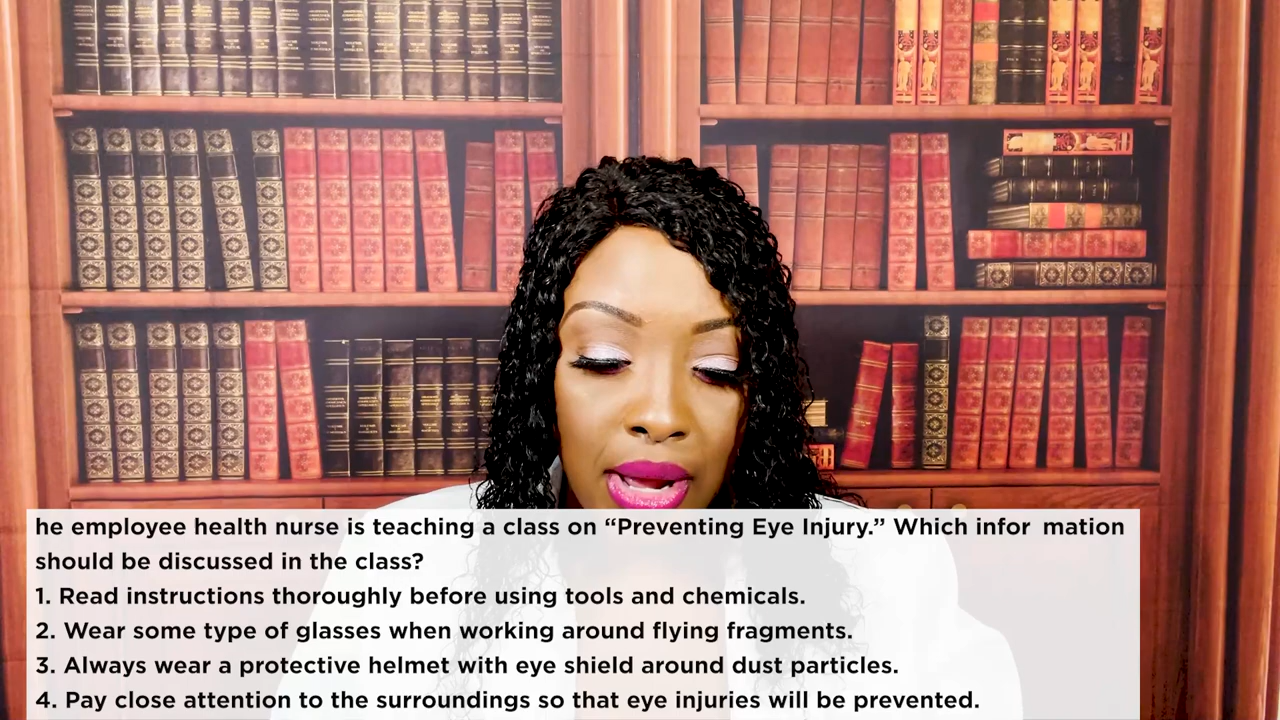 he employee health nurse is teaching a class on “Preventing Eye Injury.” Which infor mation
should be discussed in the class?
1. Read instructions thoroughly before using tools and chemicals.
2. Wear some type of glasses when working around flying fragments.
3. Always wear a protective helmet with eye shield around dust particles.
4. Pay close attention to the surroundings so that eye injuries will be prevented.